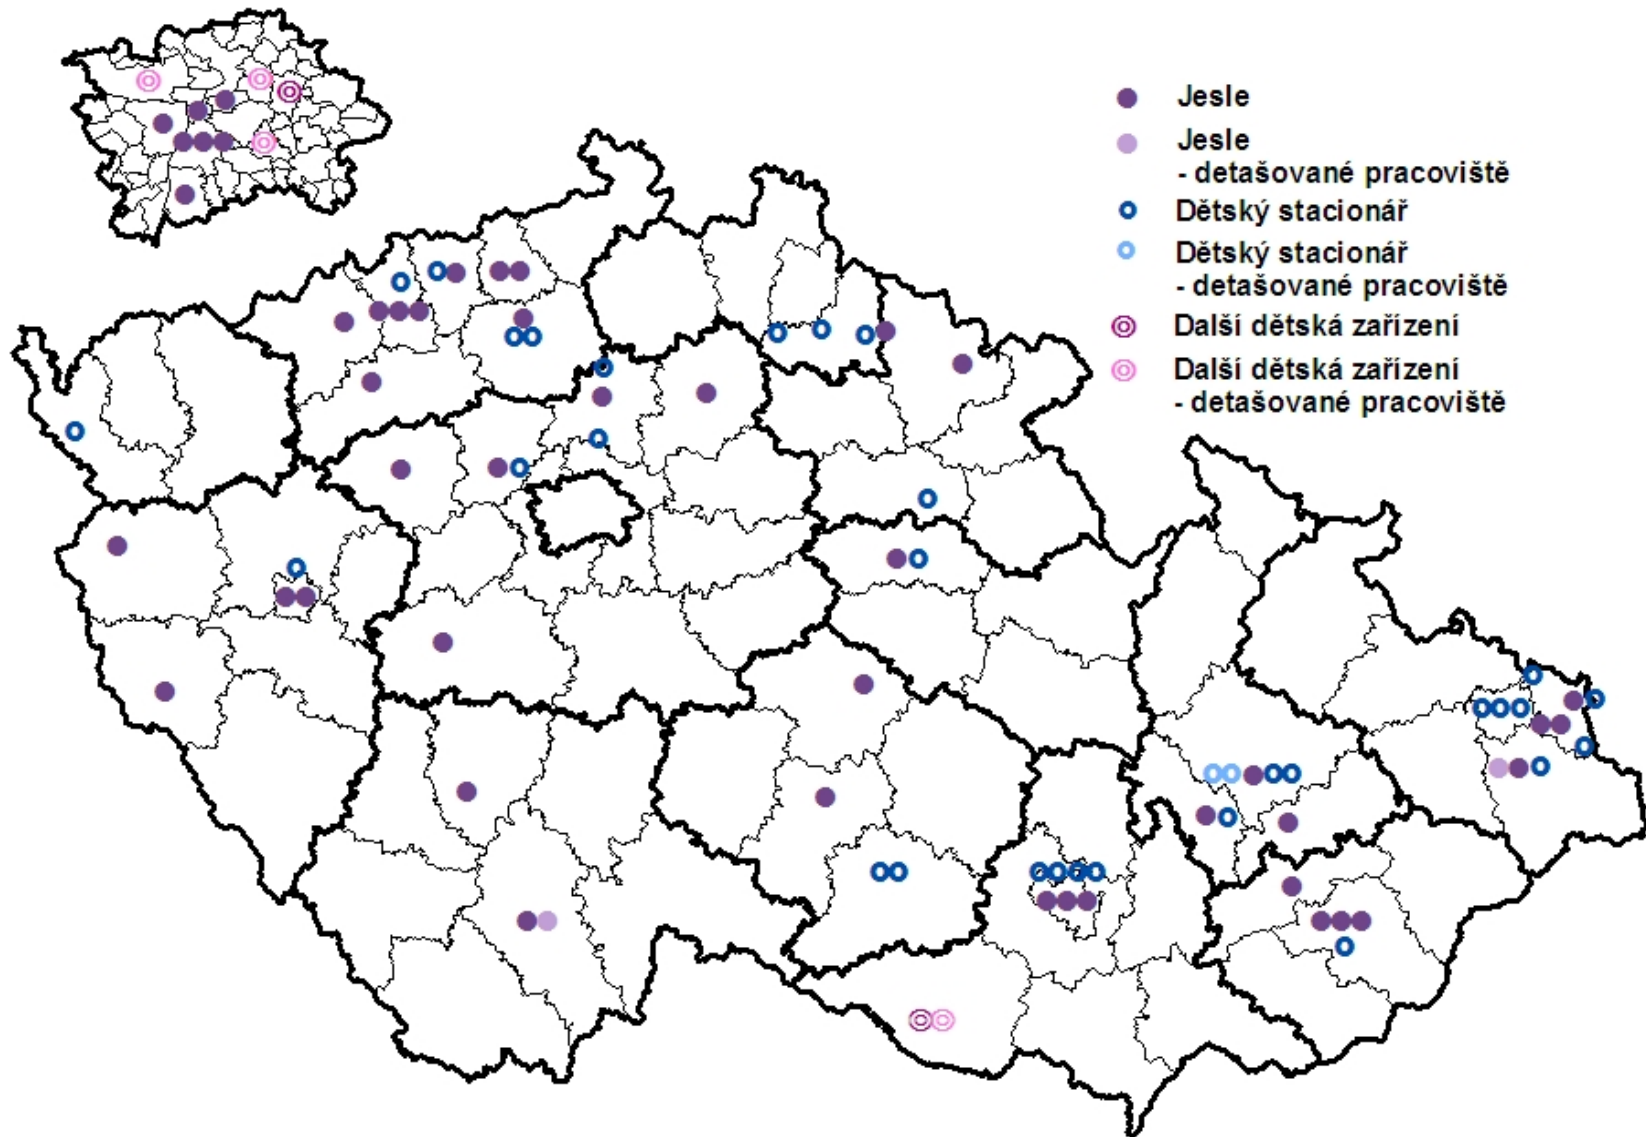 Jesle
Jesle
- detašované pracoviště
Dětský stacionář
Dětský stacionář
- detašované pracoviště
Další dětská zařízení
Další dětská zařízení
- detašované pracoviště